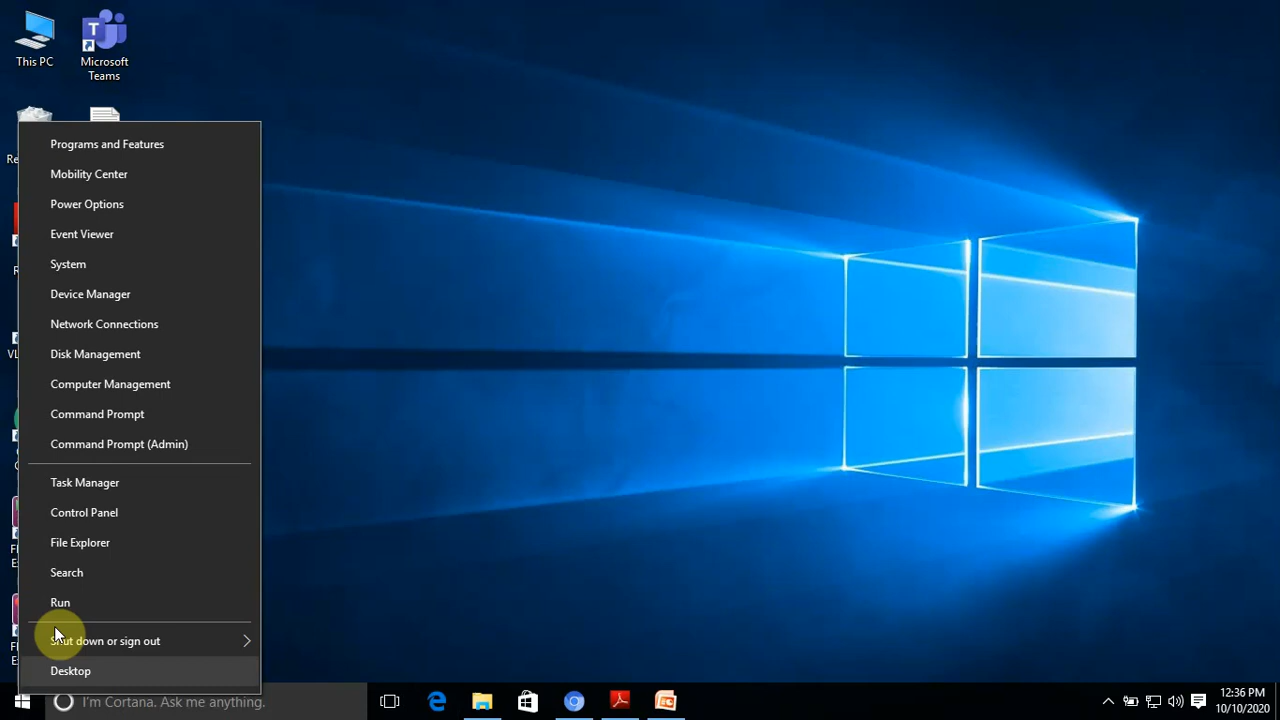 This PC
Microsoft
Teams
Re
Programs and Features
Mobility Center
Power Options
Event Viewer
System
Device Manager
Network Connections
Disk Management
Computer Management
Command Prompt
Command Prompt (Admin)
Task Manager
Control Panel
File Explorer
Search
Run
Shut down or sign out
Desktop
I'm Cortana. Ask me anything.
12:36 PM
10/10/2020